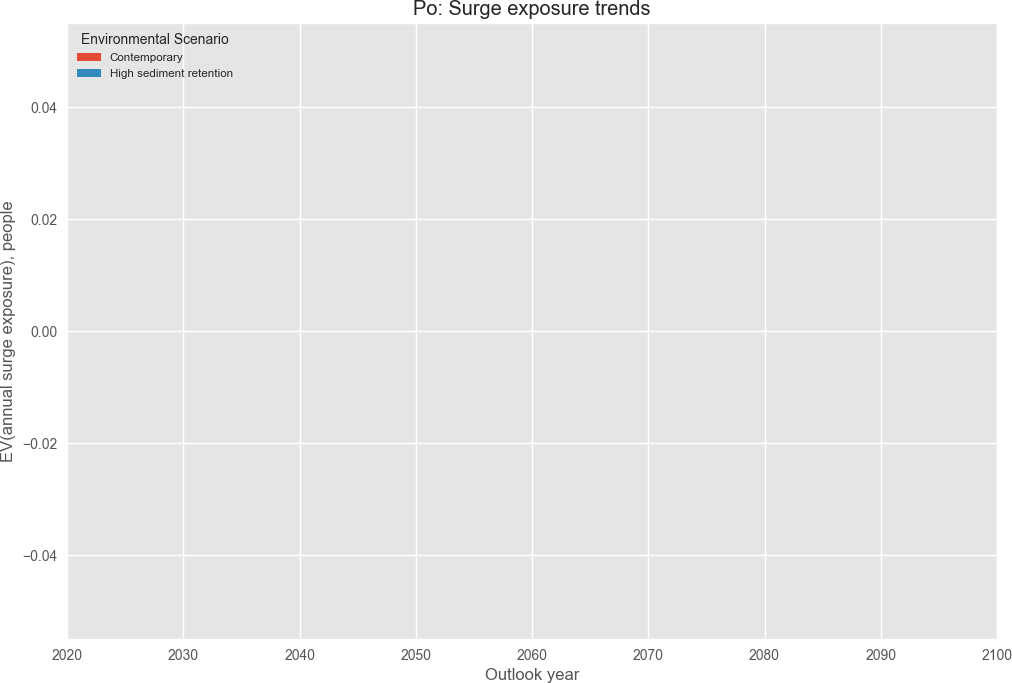 Po: Surge exposure trends
Environmental Scenario
Contemporary
High sediment retention
0.04
0.02
0.00
−0.02
−0.04
EV(annual surge exposure), people
2020 2030 2040 2050 2060 2070 2080 2090 2100
Outlook year